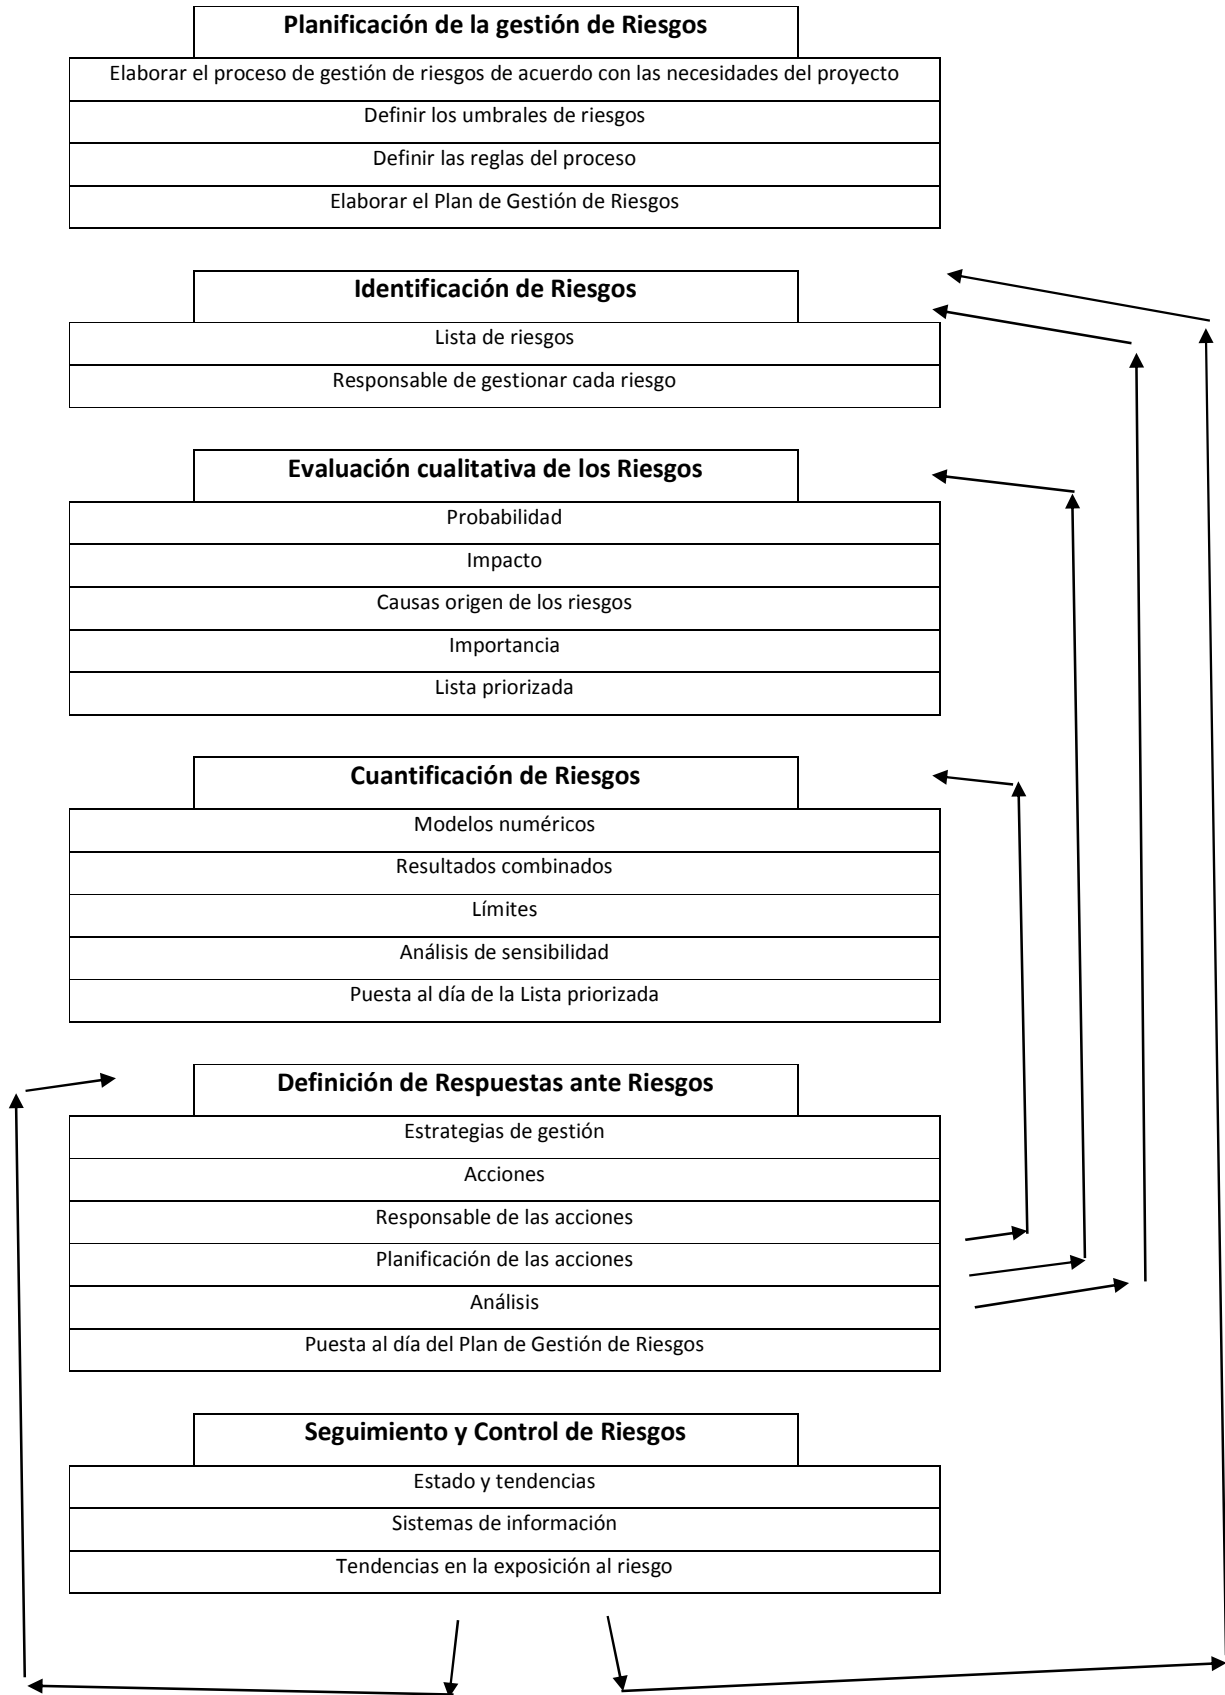 Planificación de la gestión de Riesgos
Elaborar el proceso de gestión de riesgos de acuerdo con las necesidades del proyecto
Definir los umbrales de riesgos
Definir las reglas del proceso
Elaborar el Plan de Gestión de Riesgos
Identificación de Riesgos
Lista de riesgos
Responsable de gestionar cada riesgo
Evaluación cualitativa de los Riesgos
Probabilidad
Impacto
Causas origen de los riesgos
Importancia
Lista priorizada
Cuantificación de Riesgos
Modelos numéricos
Resultados combinados
Límites
Análisis de sensibilidad
Puesta al día de la Lista priorizada
Definición de Respuestas ante Riesgos
Estrategias de gestión
Acciones
Responsable de las acciones
Planificación de las acciones
Análisis
Puesta al día del Plan de Gestión de Riesgos
Seguimiento y Control de Riesgos
Estado y tendencias
Sistemas de información
Tendencias en la exposición al riesgo